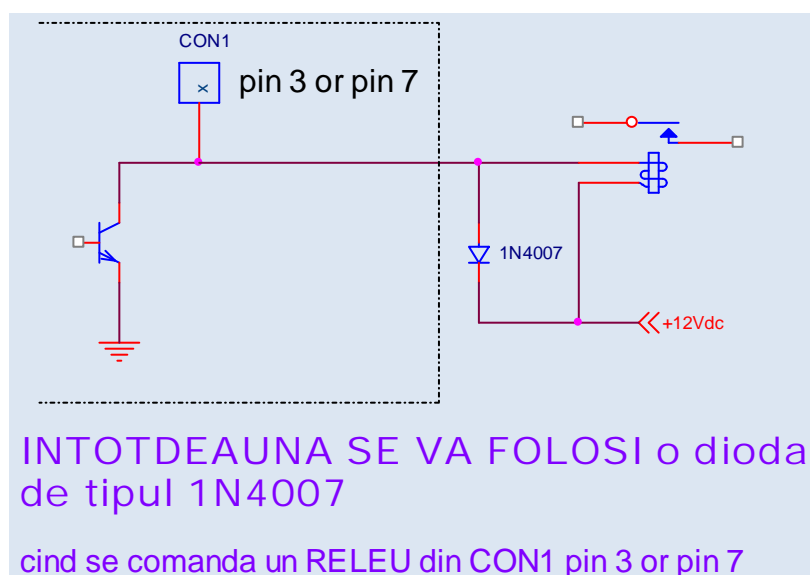 CON1
x
pin 3 or pin 7
1N4007
+12Vdc
INTOTDEAUNA SE VA FOLOSI o dioda
de tipul 1N4007
cind se comanda un RELEU din CON1 pin 3 or pin 7